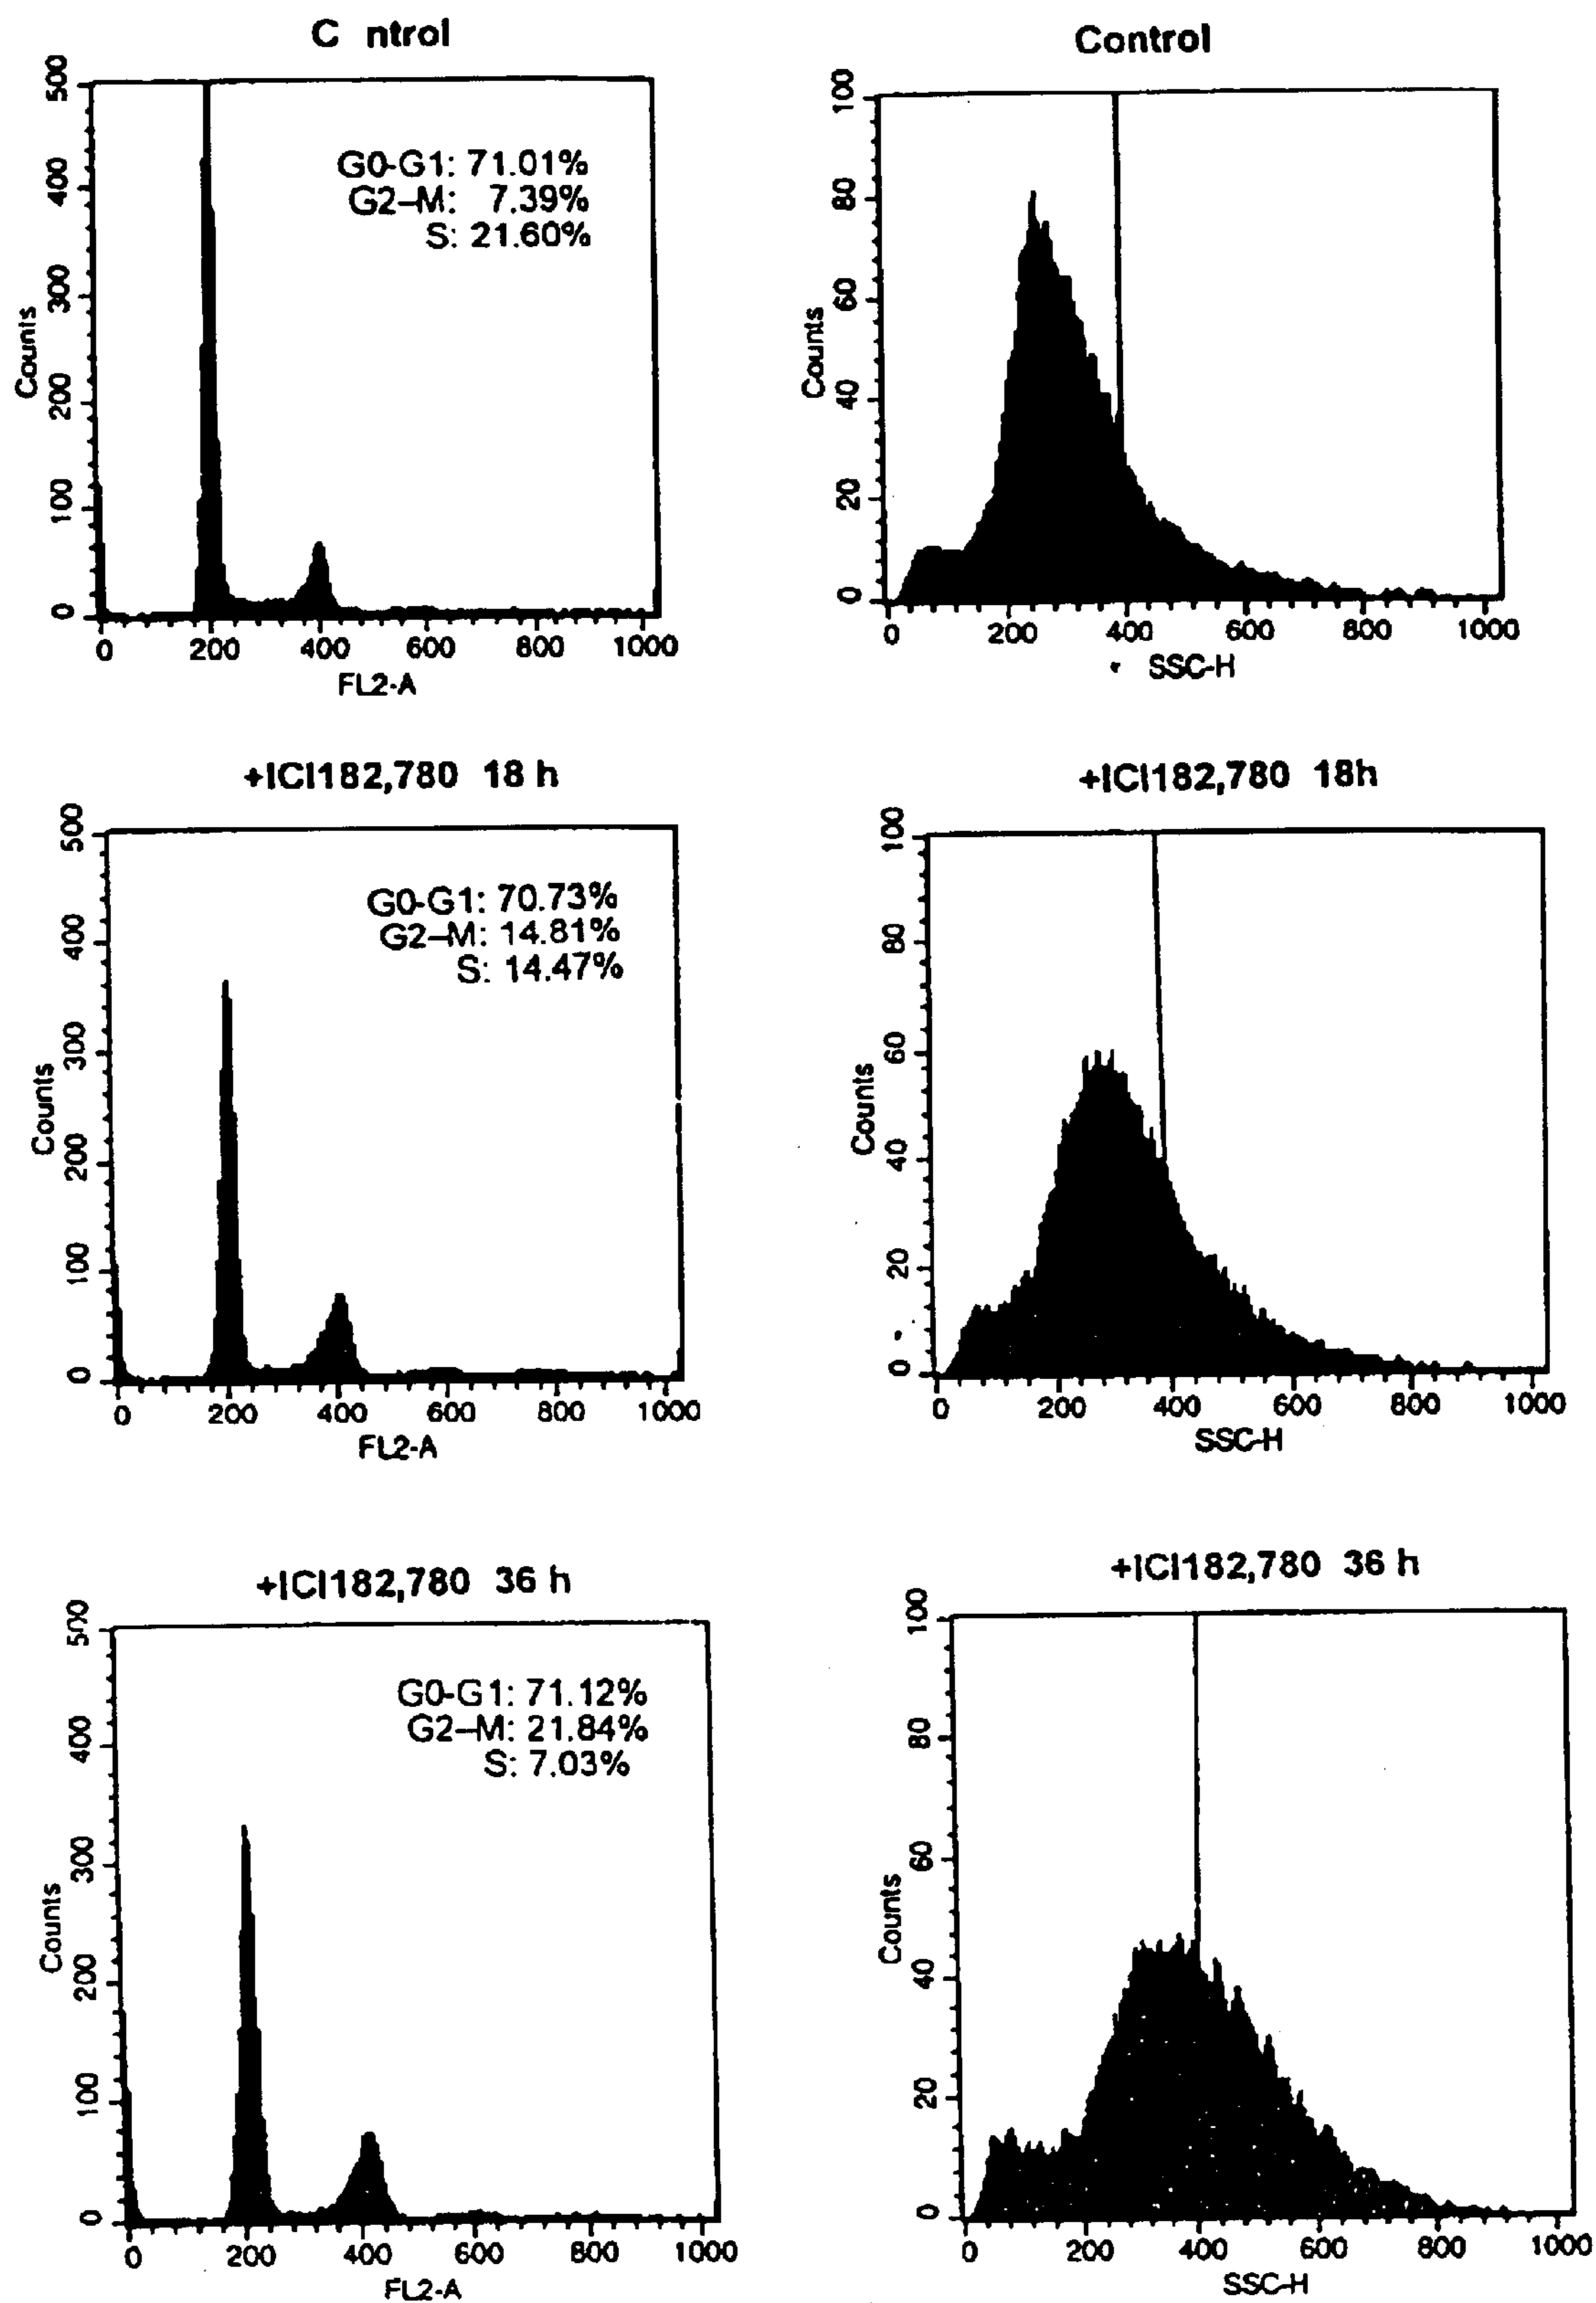 C ntrol
500
400
300
200
100
0
Counts
G0-G1: 71.01%
G2–M: 7.39%
S: 21.60%
0 200 400 600 800 1000
FL2-A
Control
100
80
60
40
20
0
Counts
0 200 400 600 800 1000
SSC-H
+ICI182,780 18 h
500
400
300
200
100
0
Counts
G0-G1: 70.73%
G2–M: 14.81%
S: 14.47%
0 200 400 600 800 1000
FL2-A
+ICI182,780 18h
100
80
60
40
20
0
Counts
0 200 400 600 800 1000
SSC-H
+ICI182,780 36 h
500
400
300
200
100
0
Counts
G0-G1: 71.12%
G2–M: 21.84%
S: 7.03%
0 200 400 600 800 1000
FL2-A
+ICI182,780 36 h
100
80
60
40
20
0
Counts
0 200 400 600 800 1000
SSC-H